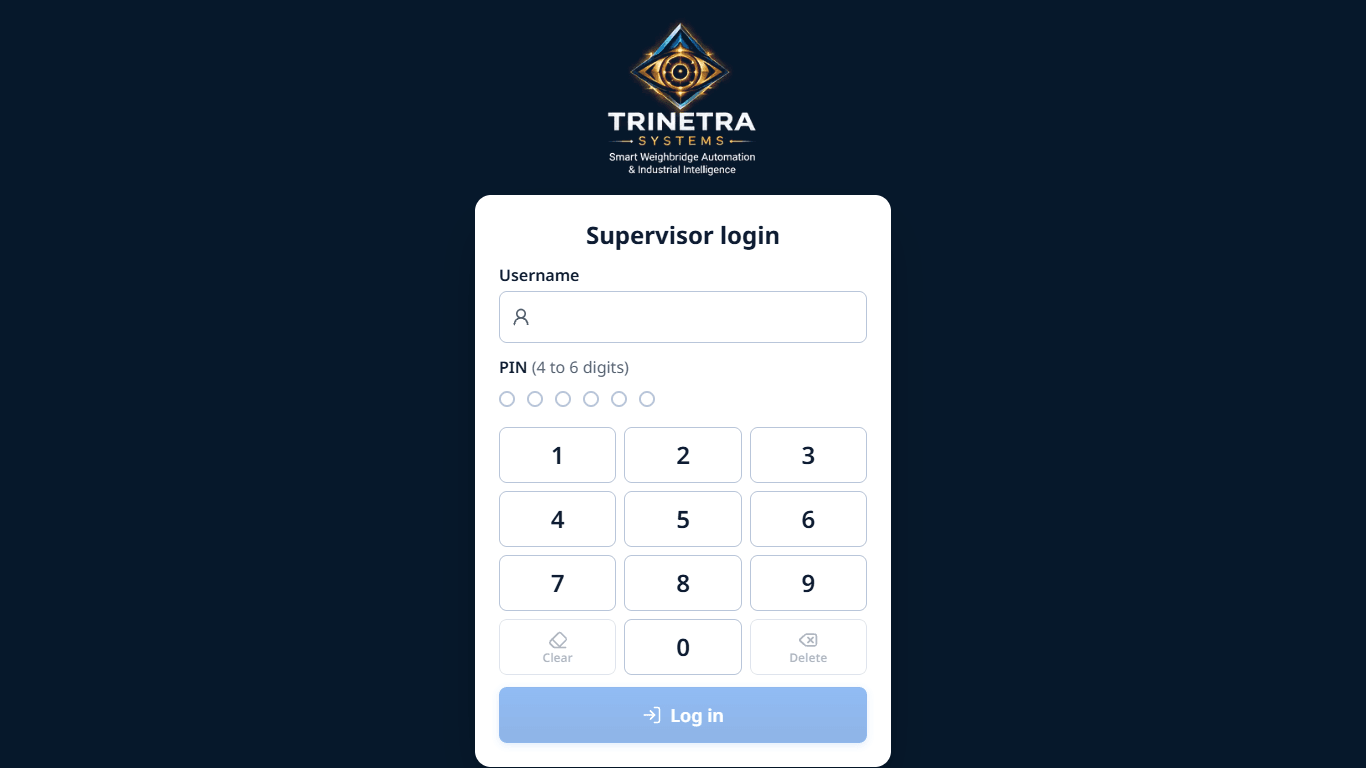 TRINETRA
SYSTEMS
Smart Weighbridge Automation
& Industrial Intelligence
Supervisor login
Username
PIN (4 to 6 digits)
1 2 3
4 5 6
7 8 9
Clear 0 Delete
Log in